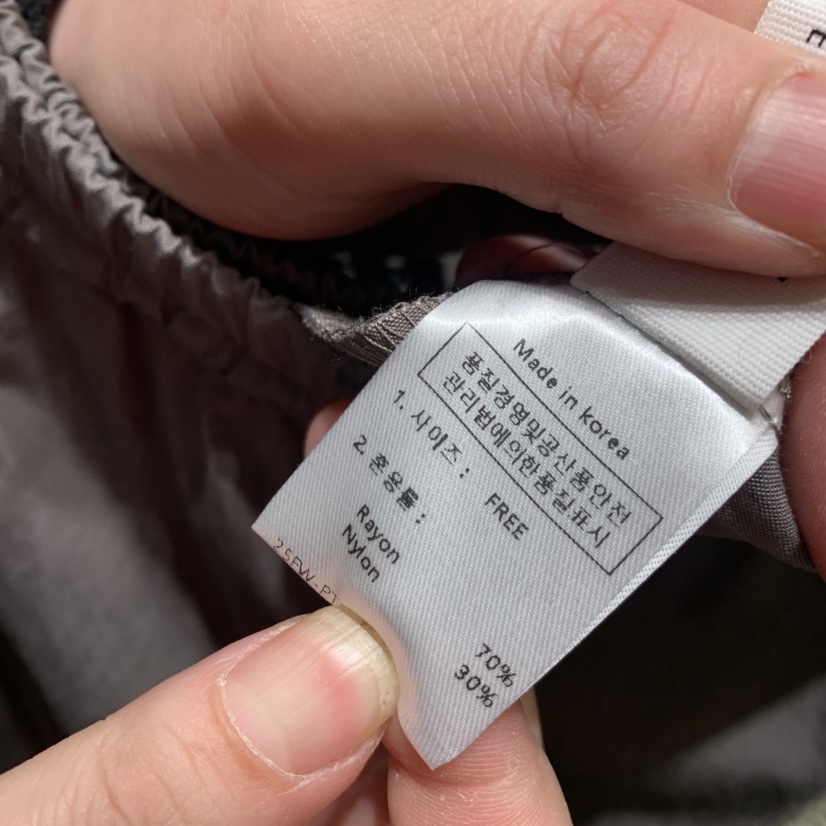 Made in korea
품질경영및공산품안전
관리법에의한품질표시
1. 사이즈 : FREE
2. 혼용률 :
Rayon 70%
Nylon 30%